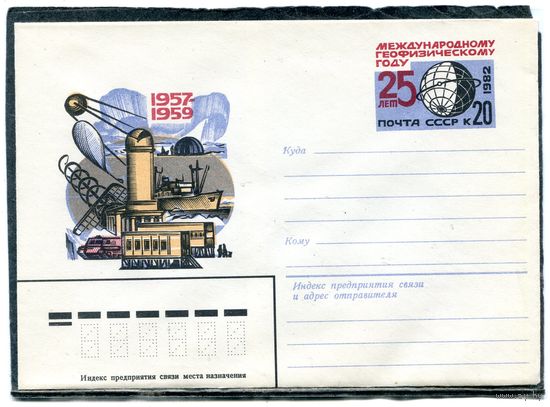 МЕЖДУНАРОДНОМУ
ГЕОФИЗИЧЕСКОМУ
ГОДУ
25
ЛЕТ
1982
ПОЧТА СССР К 20
1957-
1959
Куда
Кому
Индекс предприятия связи
и адрес отправителя
Индекс предприятия связи места назначения